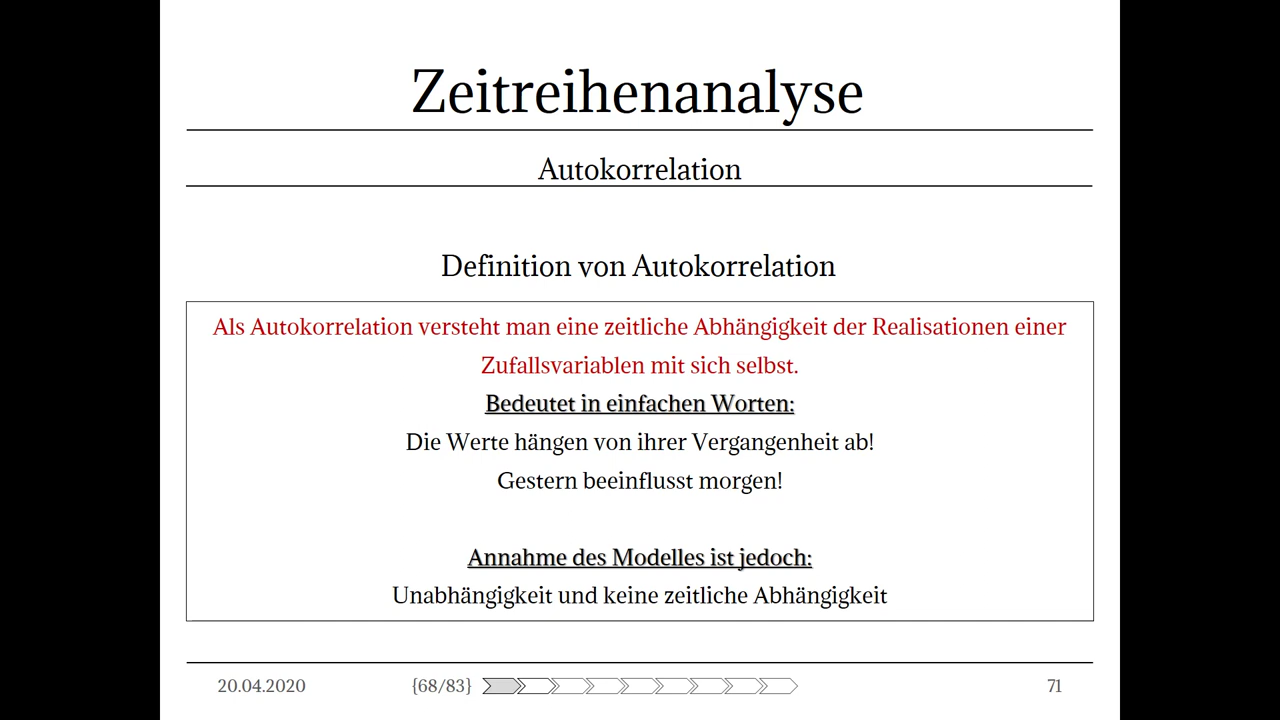 Zeitreihenanalyse
Autokorrelation
Definition von Autokorrelation
Als Autokorrelation versteht man eine zeitliche Abhängigkeit der Realisationen einer
Zufallsvariablen mit sich selbst.
Bedeutet in einfachen Worten:
Die Werte hängen von ihrer Vergangenheit ab!
Gestern beeinflusst morgen!
Annahme des Modelles ist jedoch:
Unabhängigkeit und keine zeitliche Abhängigkeit
20.04.2020 {68/83} 71